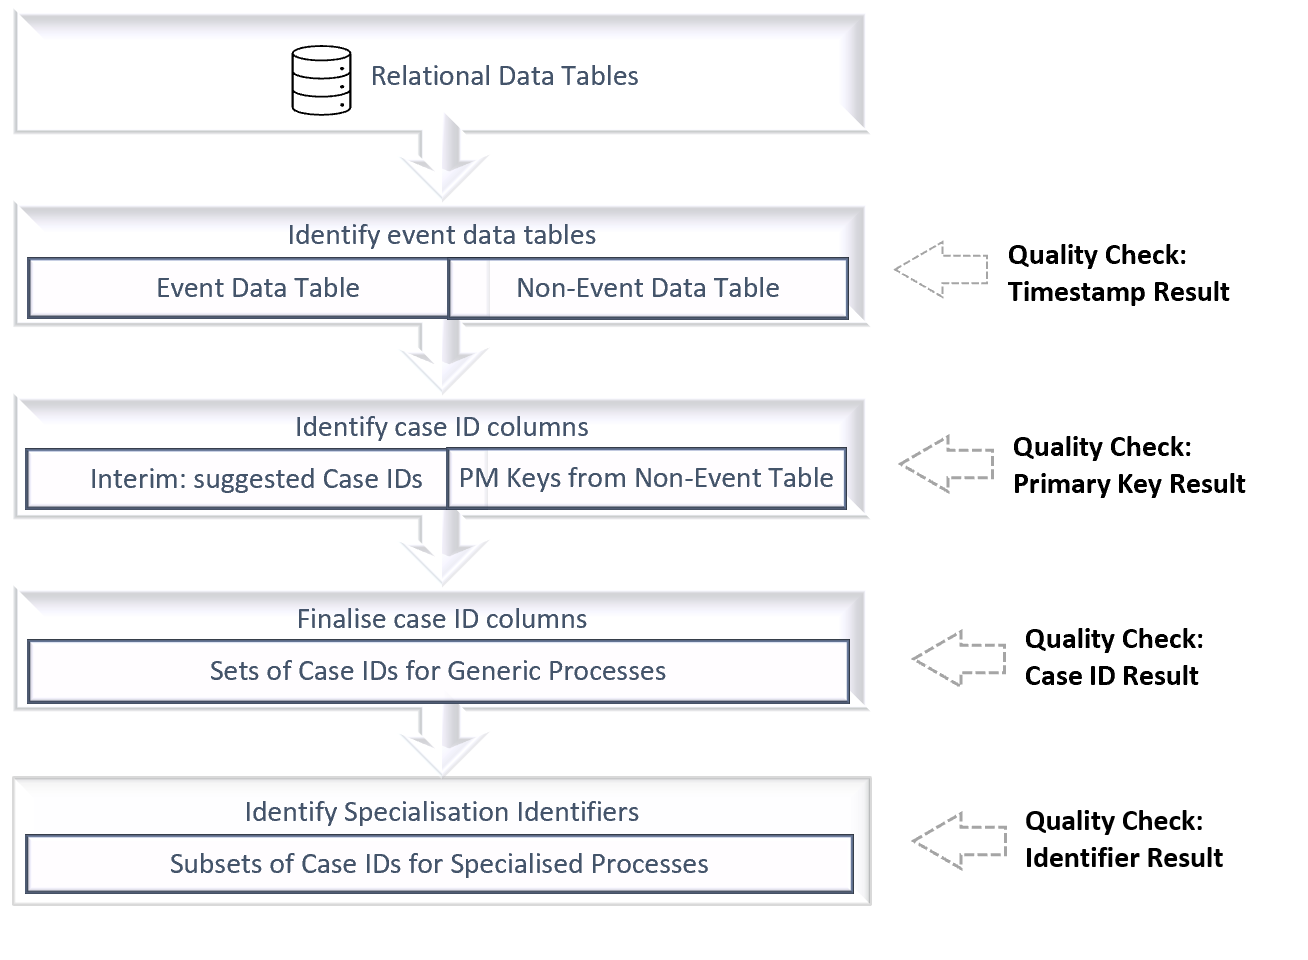 Relational Data Tables
Identify event data tables
Event Data Table
Non-Event Data Table
Quality Check:
Timestamp Result
Identify case ID columns
Interim: suggested Case IDs
PM Keys from Non-Event Table
Quality Check:
Primary Key Result
Finalise case ID columns
Sets of Case IDs for Generic Processes
Quality Check:
Case ID Result
Identify Specialisation Identifiers
Subsets of Case IDs for Specialised Processes
Quality Check:
Identifier Result